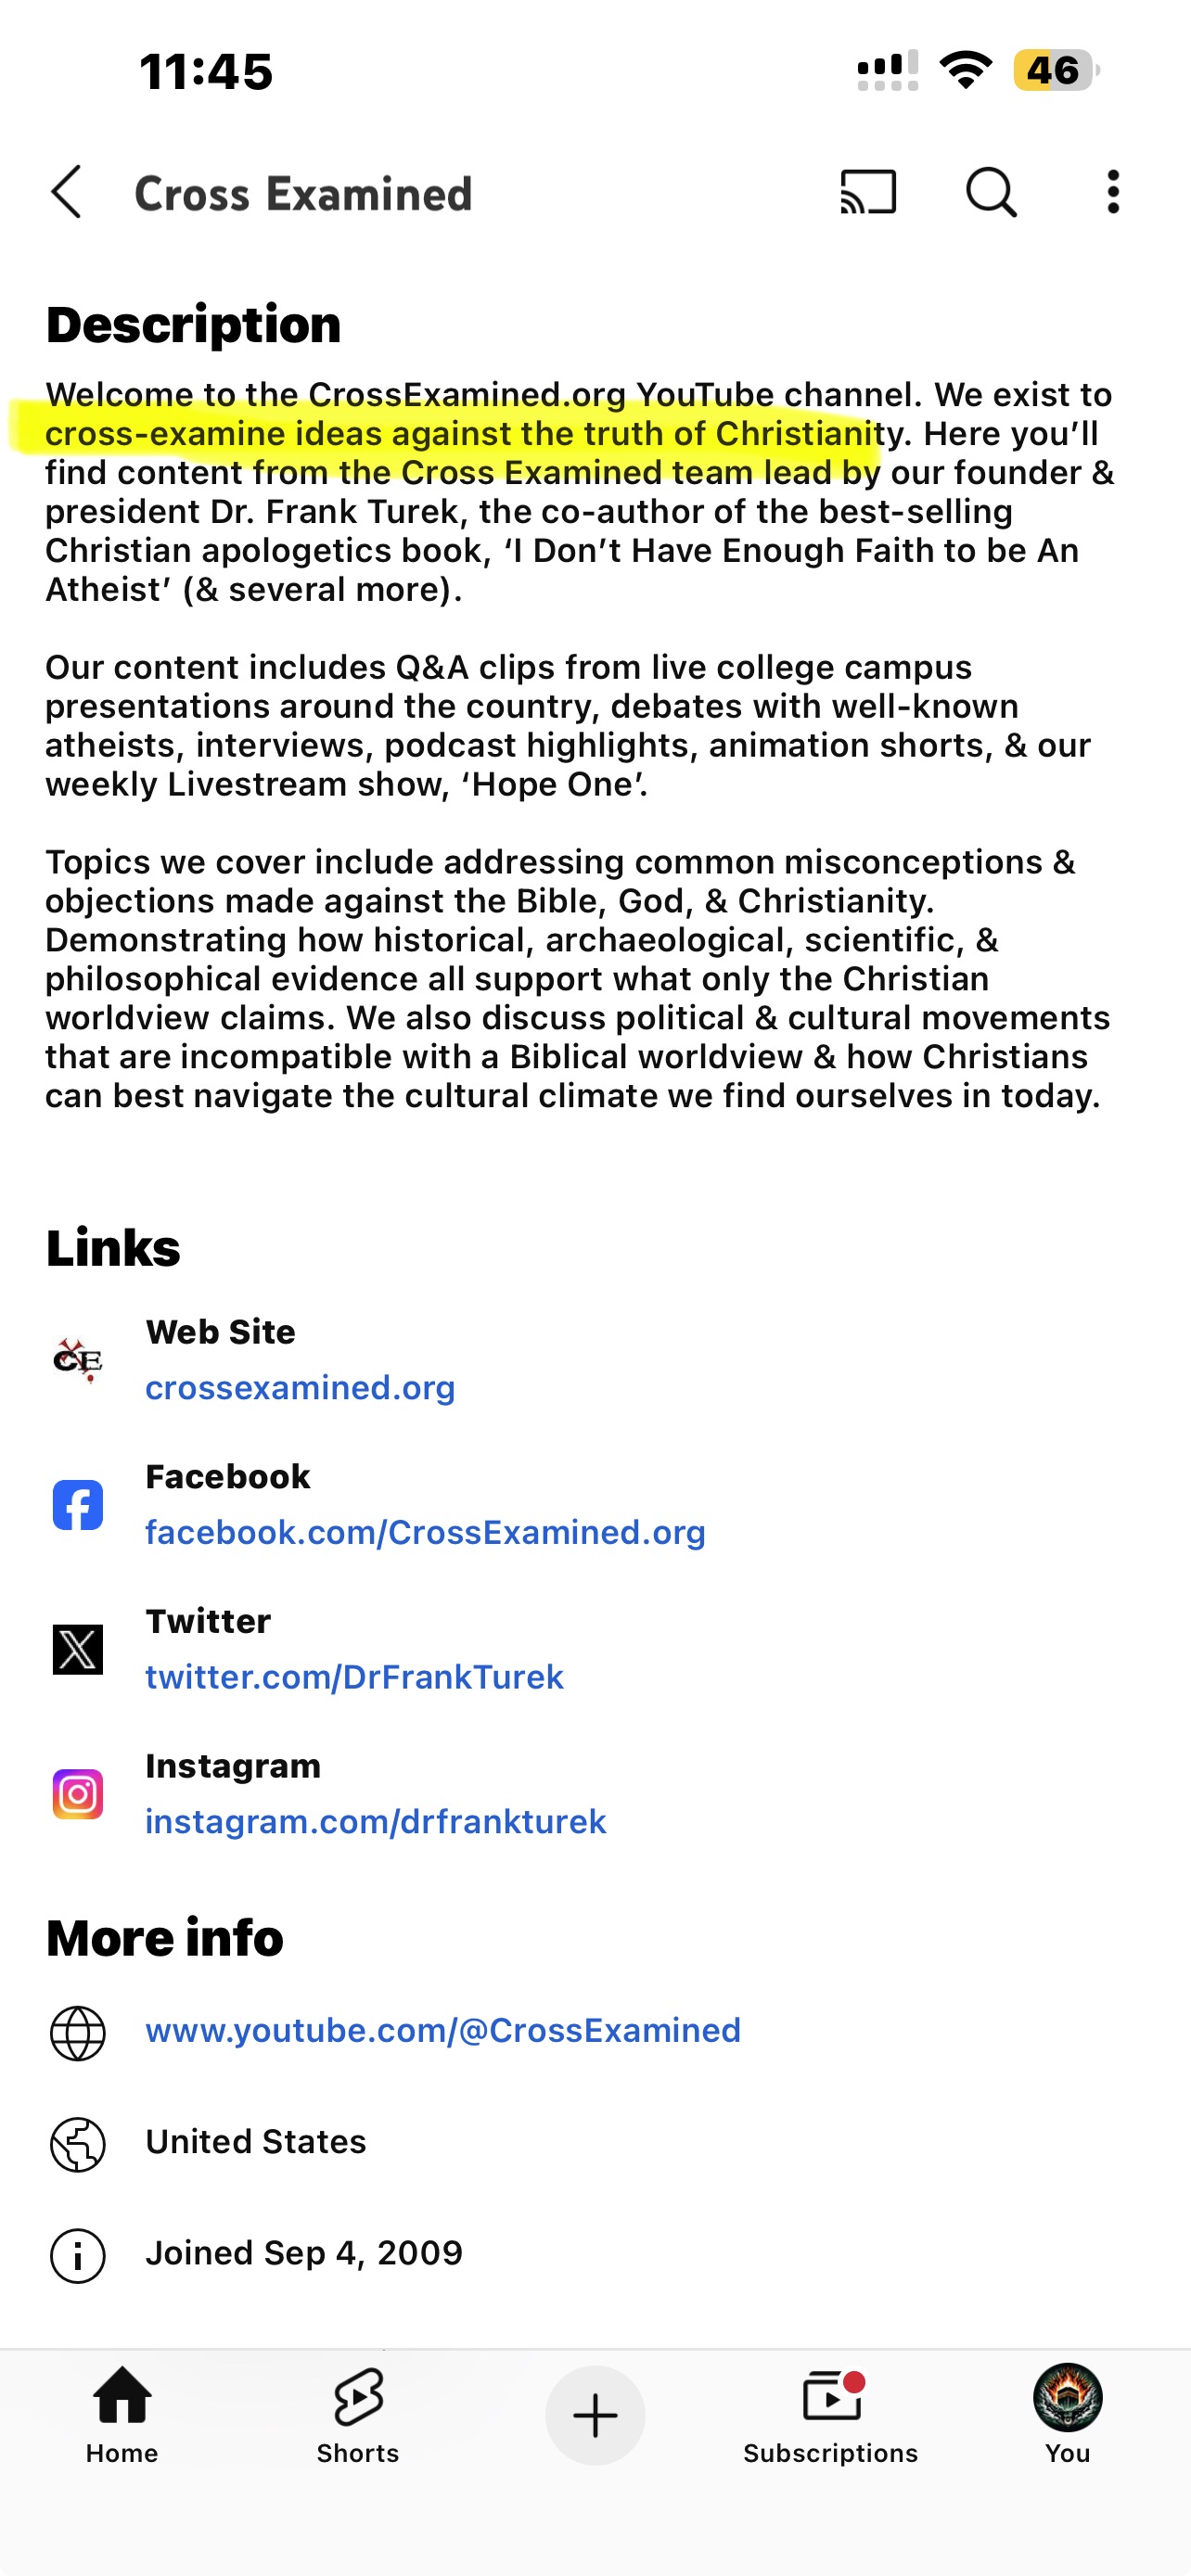 11:45
46
Cross Examined
Description
Welcome to the CrossExamined.org YouTube channel. We exist to
cross-examine ideas against the truth of Christianity. Here you’ll
find content from the Cross Examined team lead by our founder &
president Dr. Frank Turek, the co-author of the best-selling
Christian apologetics book, ‘I Don’t Have Enough Faith to be An
Atheist’ (& several more).
Our content includes Q&A clips from live college campus
presentations around the country, debates with well-known
atheists, interviews, podcast highlights, animation shorts, & our
weekly Livestream show, ‘Hope One’.
Topics we cover include addressing common misconceptions &
objections made against the Bible, God, & Christianity.
Demonstrating how historical, archaeological, scientific, &
philosophical evidence all support what only the Christian
worldview claims. We also discuss political & cultural movements
that are incompatible with a Biblical worldview & how Christians
can best navigate the cultural climate we find ourselves in today.
Links
Web Site
CE
crossexamined.org
Facebook
facebook.com/CrossExamined.org
Twitter
twitter.com/DrFrankTurek
Instagram
instagram.com/drfrankturek
More info
www.youtube.com/@CrossExamined
United States
Joined Sep 4, 2009
Home
Shorts
Subscriptions
You